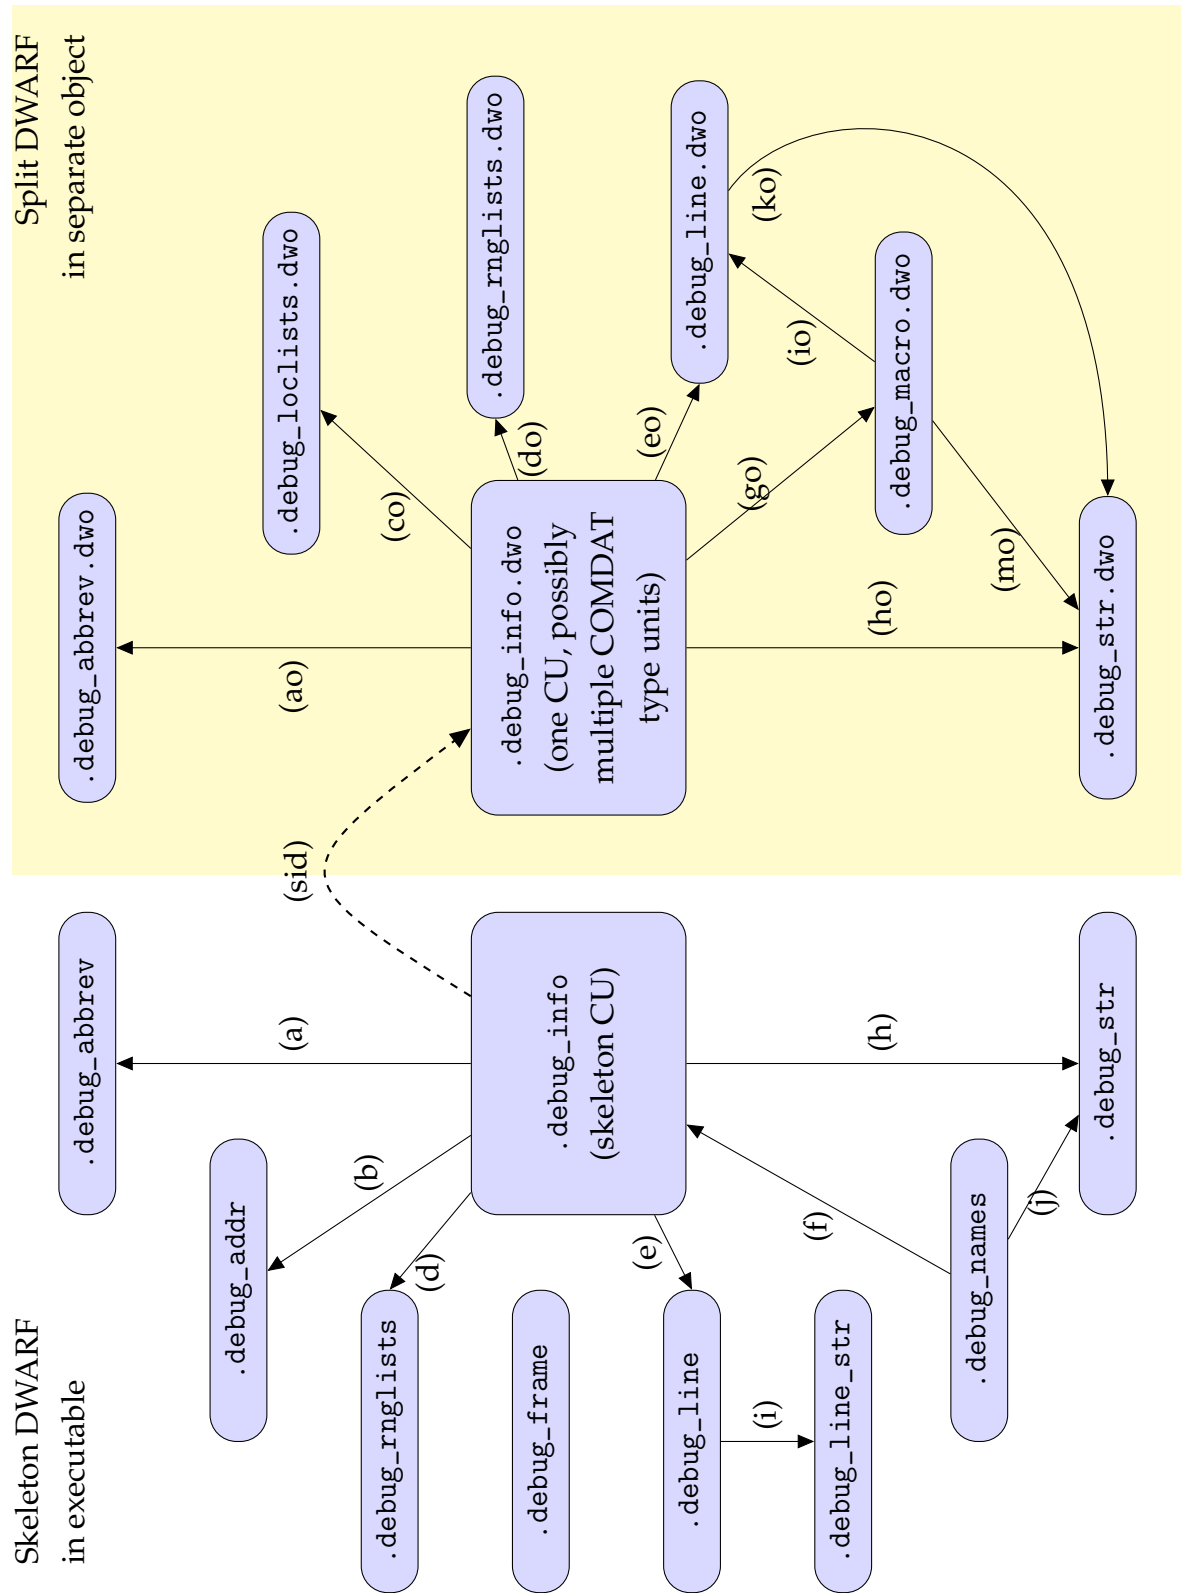 Skeleton DWARF
in executable
Split DWARF
in separate object
.debug_abbrev
.debug_abbrev.dwo
.debug_addr
.debug_loclists.dwo
.debug_rnglists
.debug_rnglists.dwo
.debug_frame
.debug_info
(skeleton CU)
.debug_info.dwo
(one CU, possibly
multiple COMDAT
type units)
.debug_line
.debug_line.dwo
.debug_line_str
.debug_macro.dwo
.debug_names
.debug_str
.debug_str.dwo
(a)
(b)
(d)
(e)
(f)
(h)
(i)
(j)
(sid)
(ao)
(co)
(do)
(eo)
(go)
(ho)
(io)
(ko)
(mo)